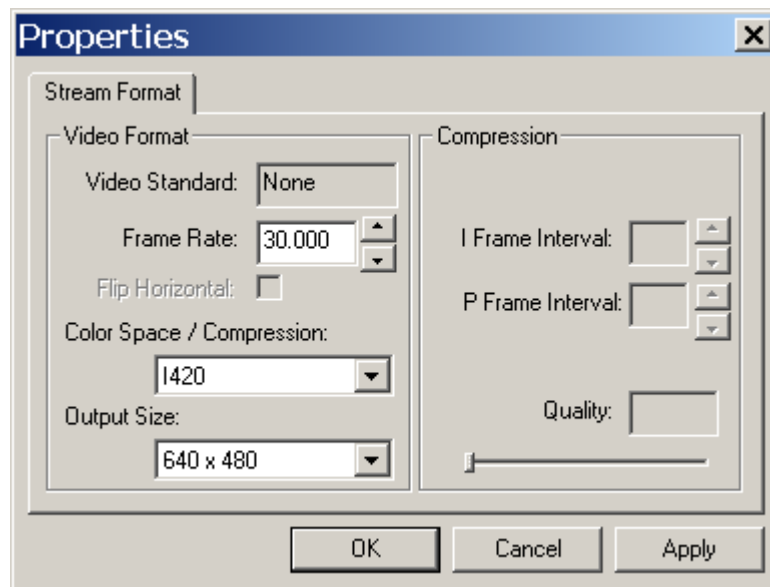 Properties
Stream Format
Video Format
Video Standard: None
Frame Rate: 30.000
Flip Horizontal:
Color Space / Compression:
I420
Output Size:
640 x 480
Compression
I Frame Interval:
P Frame Interval:
Quality:
OK Cancel Apply